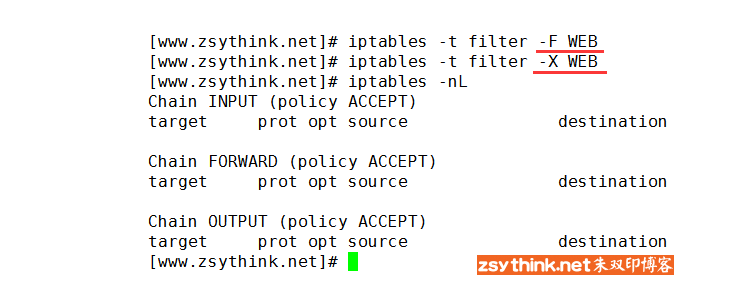 [www.zsythink.net]# iptables -t filter -F WEB
[www.zsythink.net]# iptables -t filter -X WEB
[www.zsythink.net]# iptables -nL
Chain INPUT (policy ACCEPT)
target     prot opt source               destination

Chain FORWARD (policy ACCEPT)
target     prot opt source               destination

Chain OUTPUT (policy ACCEPT)
target     prot opt source               destination
[www.zsythink.net]#
zsythink.net朱双印博客